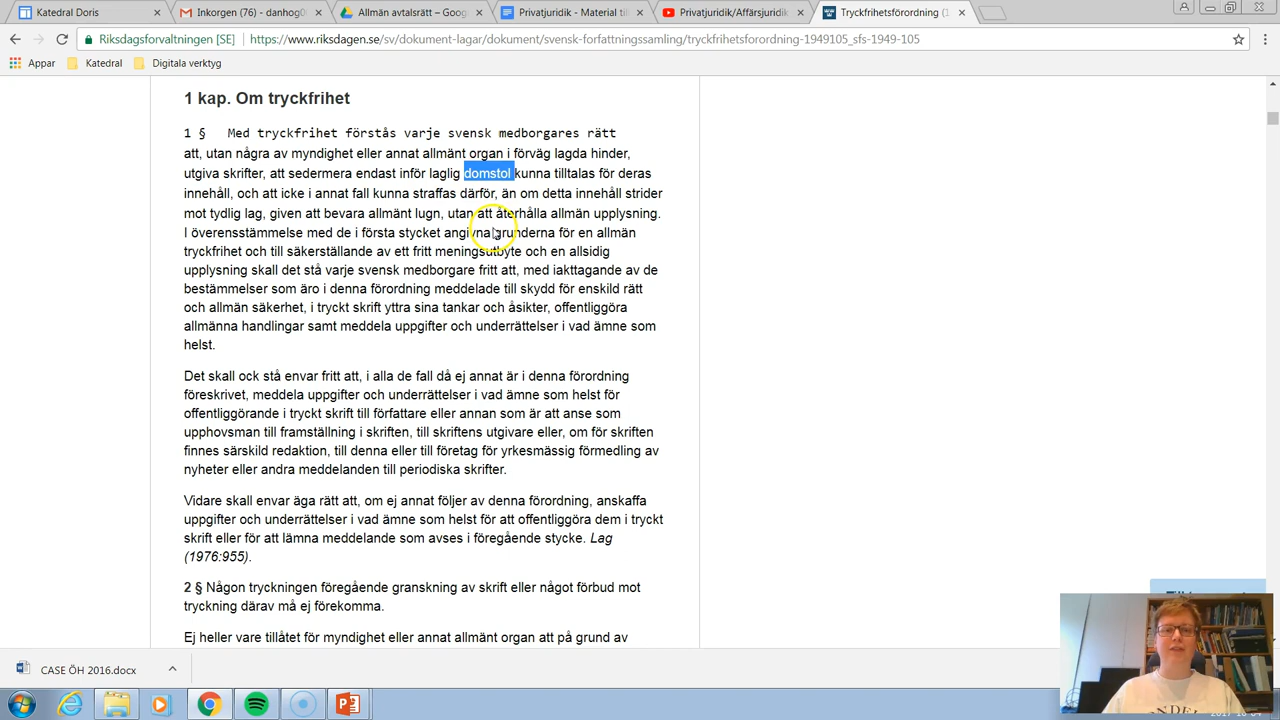 Katedral Doris
Inkorgen (76) - danhog0
Allmän avtalsrätt – Goo
Privatjuridik - Material til
Privatjuridik/Affärsjuridik
Tryckfrihetsförordning (1
Riksdagsforvaltningen [SE]
https://www.riksdagen.se/sv/dokument-lagar/dokument/svensk-forfattningssamling/tryckfrihetsforordning-1949105_sfs-1949-105
Appar
Katedral
Digitala verktyg
1 kap. Om tryckfrihet
1 § Med tryckfrihet förstås varje svensk medborgares rätt
att, utan några av myndighet eller annat allmänt organ i förväg lagda hinder,
utgiva skrifter, att sedermera endast inför laglig domstol kunna tilltalas för deras
innehåll, och att icke i annat fall kunna straffas därför, än om detta innehåll strider
mot tydlig lag, given att bevara allmänt lugn, utan att återhålla allmän upplysning.
I överensstämmelse med de i första stycket angivna grunderna för en allmän
tryckfrihet och till säkerställande av ett fritt meningsutbyte och en allsidig
upplysning skall det stå varje svensk medborgare fritt att, med iakttagande av de
bestämmelser som äro i denna förordning meddelade till skydd för enskild rätt
och allmän säkerhet, i tryckt skrift yttra sina tankar och åsikter, offentliggöra
allmänna handlingar samt meddela uppgifter och underrättelser i vad ämne som
helst.
Det skall ock stå envar fritt att, i alla de fall då ej annat är i denna förordning
föreskrivet, meddela uppgifter och underrättelser i vad ämne som helst för
offentliggörande i tryckt skrift till författare eller annan som är att anse som
upphovsman till framställning i skriften, till skriftens utgivare eller, om för skriften
finnes särskild redaktion, till denna eller till företag för yrkesmässig förmedling av
nyheter eller andra meddelanden till periodiska skrifter.
Vidare skall envar äga rätt att, om ej annat följer av denna förordning, anskaffa
uppgifter och underrättelser i vad ämne som helst för att offentliggöra dem i tryckt
skrift eller för att lämna meddelande som avses i föregående stycke. Lag
(1976:955).
2 § Någon tryckningen föregående granskning av skrift eller något förbud mot
tryckning därav må ej förekomma.
Ej heller vare tillåtet för myndighet eller annat allmänt organ att på grund av
CASE ÖH 2016.docx